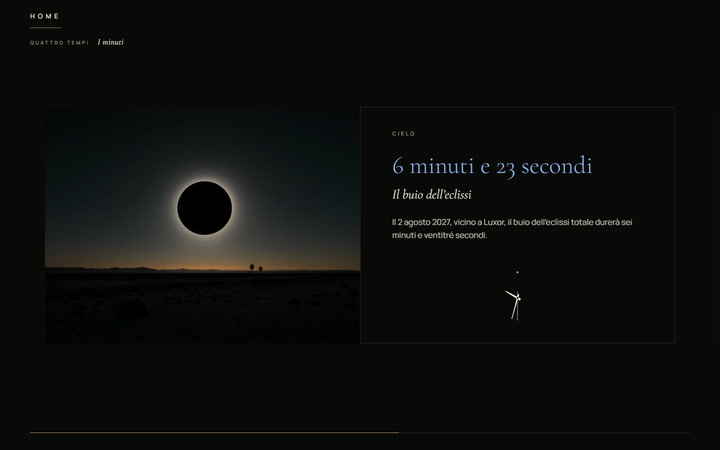 HOME
QUATTRO TEMPI I minuti
CIELO
6 minuti e 23 secondi
Il buio dell'eclissi
Il 2 agosto 2027, vicino a Luxor, il buio dell'eclissi totale durerà sei
minuti e ventitré secondi.